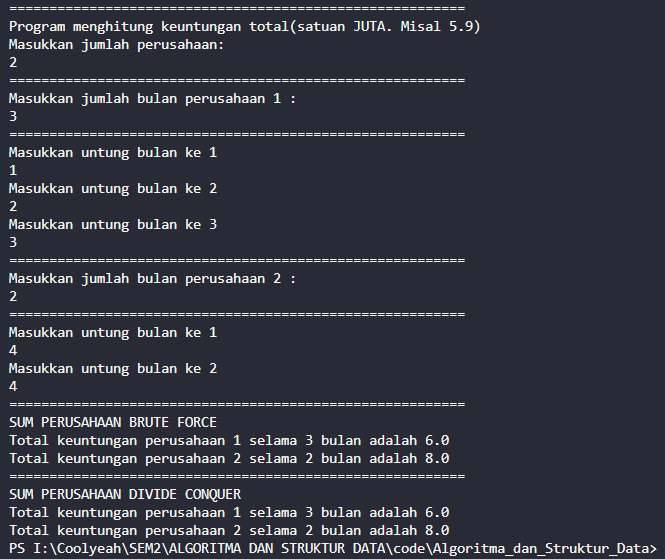 =========================================================
Program menghitung keuntungan total(satuan JUTA. Misal 5.9)
Masukkan jumlah perusahaan:
2
=========================================================
Masukkan jumlah bulan perusahaan 1 :
3
=========================================================
Masukkan untung bulan ke 1
1
Masukkan untung bulan ke 2
2
Masukkan untung bulan ke 3
3
=========================================================
Masukkan jumlah bulan perusahaan 2 :
2
=========================================================
Masukkan untung bulan ke 1
4
Masukkan untung bulan ke 2
4
=========================================================
SUM PERUSAHAAN BRUTE FORCE
Total keuntungan perusahaan 1 selama 3 bulan adalah 6.0
Total keuntungan perusahaan 2 selama 2 bulan adalah 8.0
=========================================================
SUM PERUSAHAAN DIVIDE CONQUER
Total keuntungan perusahaan 1 selama 3 bulan adalah 6.0
Total keuntungan perusahaan 2 selama 2 bulan adalah 8.0
PS I:\Coolyeah\SEM2\ALGORITMA DAN STRUKTUR DATA\code\Algoritma_dan_Struktur_Data>